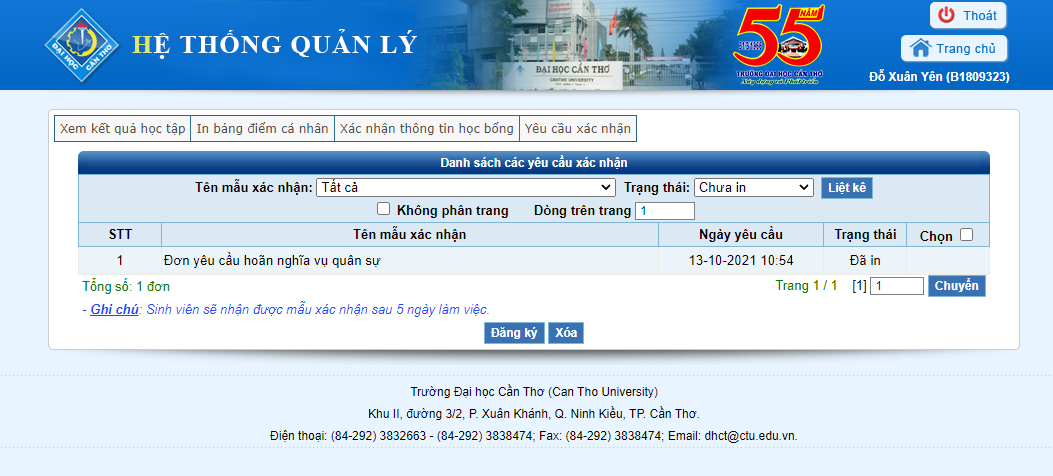 ĐẠI HỌC CẦN THƠ
HỆ THỐNG QUẢN LÝ
ĐẠI HỌC CẦN THƠ
CANTHO UNIVERSITY
55 NĂM
TRƯỜNG ĐẠI HỌC CẦN THƠ
Xây dựng và Phát triển
Thoát
Trang chủ
Đỗ Xuân Yên (B1809323)
Xem kết quả học tập In bảng điểm cá nhân Xác nhận thông tin học bổng Yêu cầu xác nhận
Danh sách các yêu cầu xác nhận
Tên mẫu xác nhận: Tất cả Trạng thái: Chưa in Liệt kê
Không phân trang Dòng trên trang 1
STT Tên mẫu xác nhận Ngày yêu cầu Trạng thái Chọn
1 Đơn yêu cầu hoãn nghĩa vụ quân sự 13-10-2021 10:54 Đã in
Tổng số: 1 đơn Trang 1 / 1 [1] 1 Chuyển
- Ghi chú: Sinh viên sẽ nhận được mẫu xác nhận sau 5 ngày làm việc.
Đăng ký Xóa
Trường Đại học Cần Thơ (Can Tho University)
Khu II, đường 3/2, P. Xuân Khánh, Q. Ninh Kiều, TP. Cần Thơ.
Điện thoại: (84-292) 3832663 - (84-292) 3838474; Fax: (84-292) 3838474; Email: dhct@ctu.edu.vn.